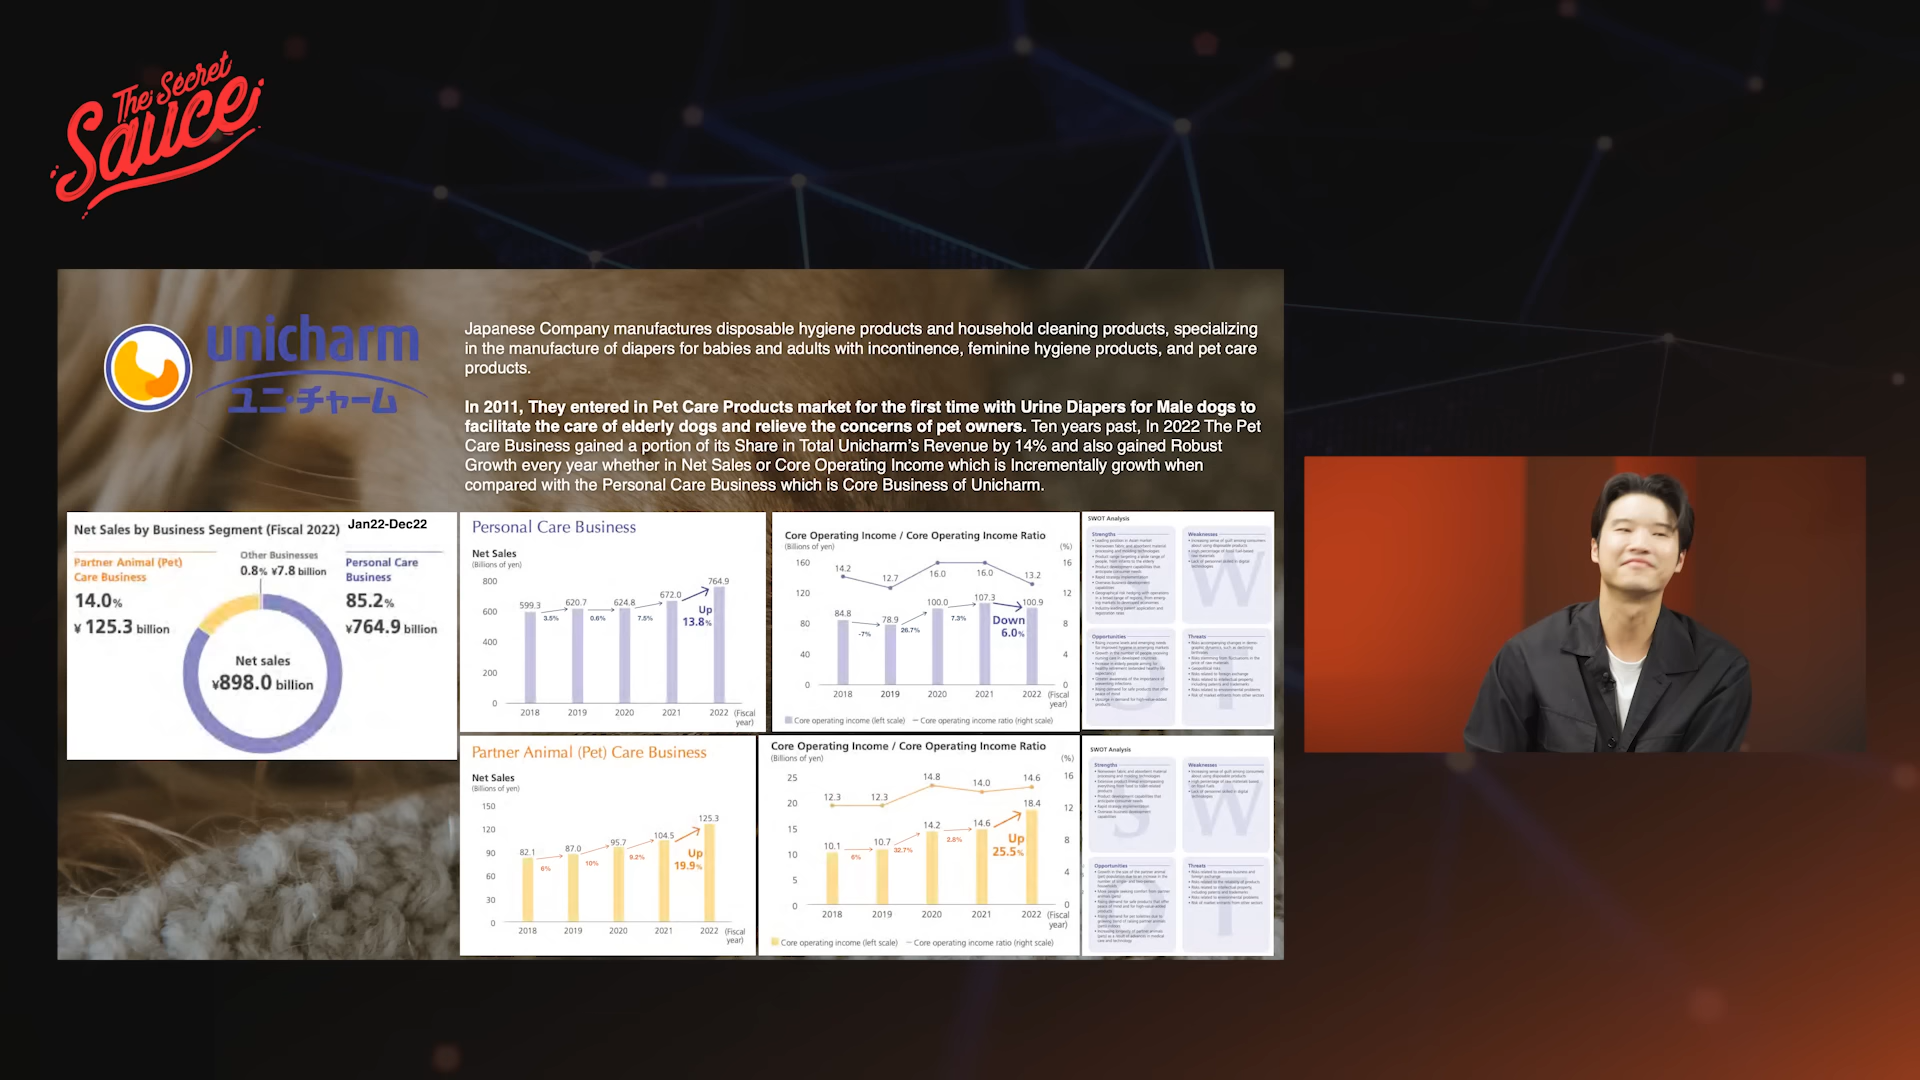 The Secret
Sauce
unicharm
ユニ・チャーム
Japanese Company manufactures disposable hygiene products and household cleaning products, specializing
in the manufacture of diapers for babies and adults with incontinence, feminine hygiene products, and pet care
products.
In 2011, They entered in Pet Care Products market for the first time with Urine Diapers for Male dogs to
facilitate the care of elderly dogs and relieve the concerns of pet owners. Ten years past, In 2022 The Pet
Care Business gained a portion of its Share in Total Unicharm's Revenue by 14% and also gained Robust
Growth every year whether in Net Sales or Core Operating Income which is Incrementally growth when
compared with the Personal Care Business which is Core Business of Unicharm.
Net Sales by Business Segment (Fiscal 2022) Jan22-Dec22
Partner Animal (Pet)
Care Business
14.0%
¥ 125.3 billion
Other Businesses
0.8% ¥7.8 billion
Personal Care
Business
85.2%
¥764.9 billion
Net sales
¥898.0 billion
Personal Care Business
Net Sales
(Billions of yen)
800
600
400
200
0
599.3
620.7
624.8
672.0
764.9
3.5%
0.6%
7.5%
Up
13.8%
2018 2019 2020 2021 2022 (Fiscal
year)
Core Operating Income / Core Operating Income Ratio
(Billions of yen) (%)
160
120
80
40
0
16
12
8
4
0
14.2
12.7
16.0
16.0
13.2
84.8
78.9
100.0
107.3
100.9
-7%
26.7%
7.3%
Down
6.0%
2018 2019 2020 2021 2022 (Fiscal
year)
Core operating income (left scale) Core operating income ratio (right scale)
SWOT Analysis
Strengths
Weaknesses
Opportunities
Threats
Partner Animal (Pet) Care Business
Net Sales
(Billions of yen)
150
120
90
60
30
0
82.1
87.0
95.7
104.5
125.3
6%
10%
9.2%
Up
19.9%
2018 2019 2020 2021 2022 (Fiscal
year)
Core Operating Income / Core Operating Income Ratio
(Billions of yen) (%)
25
20
15
10
5
0
16
12
8
4
0
12.3
12.3
14.8
14.0
14.6
10.1
10.7
14.2
14.6
18.4
6%
32.7%
2.8%
Up
25.5%
2018 2019 2020 2021 2022 (Fiscal
year)
Core operating income (left scale) Core operating income ratio (right scale)
SWOT Analysis
Strengths
Weaknesses
Opportunities
Threats